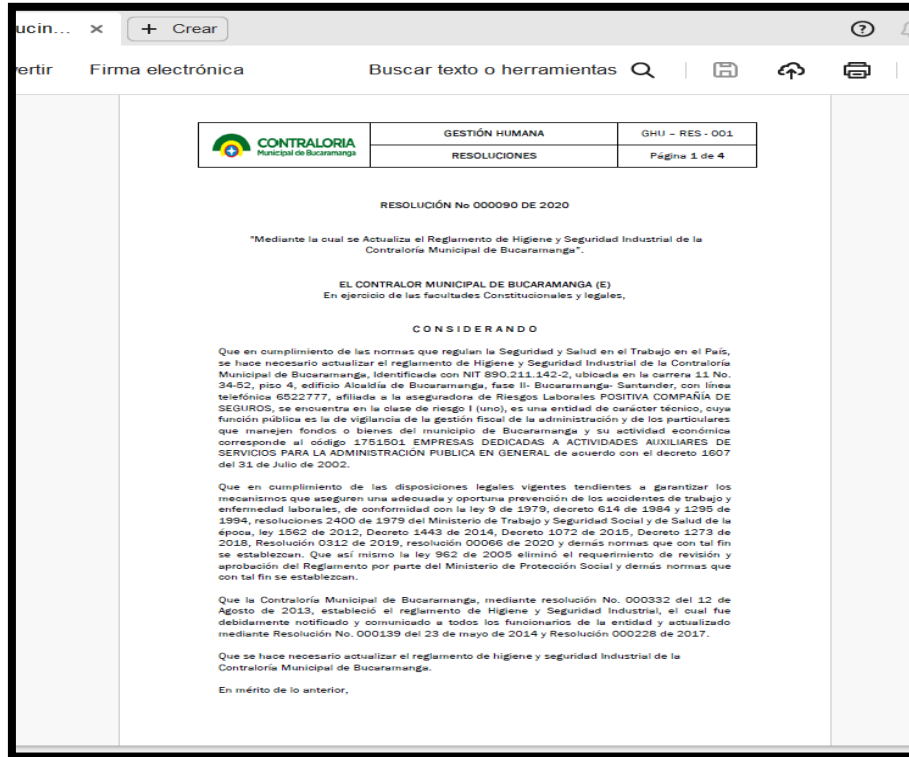 ucin... × + Crear
ertir Firma electrónica Buscar texto o herramientas
CONTRALORIA
Municipal de Bucaramanga
GESTIÓN HUMANA
GHU – RES - 001
RESOLUCIONES
Página 1 de 4
RESOLUCIÓN No 000090 DE 2020
"Mediante la cual se Actualiza el Reglamento de Higiene y Seguridad Industrial de la
Contraloría Municipal de Bucaramanga".
EL CONTRALOR MUNICIPAL DE BUCARAMANGA (E)
En ejercicio de las facultades Constitucionales y legales,
C O N S I D E R A N D O
Que en cumplimiento de las normas que regulan la Seguridad y Salud en el Trabajo en el País,
se hace necesario actualizar el reglamento de Higiene y Seguridad Industrial de la Contraloría
Municipal de Bucaramanga, Identificada con NIT 890.211.142-2, ubicada en la carrera 11 No.
34-52, piso 4, edificio Alcaldía de Bucaramanga, fase II- Bucaramanga- Santander, con línea
telefónica 6522777, afiliada a la aseguradora de Riesgos Laborales POSITIVA COMPAÑÍA DE
SEGUROS, se encuentra en la clase de riesgo I (uno), es una entidad de carácter técnico, cuya
función pública es la de vigilancia de la gestión fiscal de la administración y de los particulares
que manejen fondos o bienes del municipio de Bucaramanga y su actividad económica
corresponde al código 1751501 EMPRESAS DEDICADAS A ACTIVIDADES AUXILIARES DE
SERVICIOS PARA LA ADMINISTRACIÓN PUBLICA EN GENERAL de acuerdo con el decreto 1607
del 31 de Julio de 2002.
Que en cumplimiento de las disposiciones legales vigentes tendientes a garantizar los
mecanismos que aseguren una adecuada y oportuna prevención de los accidentes de trabajo y
enfermedad laborales, de conformidad con la ley 9 de 1979, decreto 614 de 1984 y 1295 de
1994, resoluciones 2400 de 1979 del Ministerio de Trabajo y Seguridad Social y de Salud de la
época, ley 1562 de 2012, Decreto 1443 de 2014, Decreto 1072 de 2015, Decreto 1273 de
2018, Resolución 0312 de 2019, resolución 00066 de 2020 y demás normas que con tal fin
se establezcan. Que así mismo la ley 962 de 2005 eliminó el requerimiento de revisión y
aprobación del Reglamento por parte del Ministerio de Protección Social y demás normas que
con tal fin se establezcan.
Que la Contraloría Municipal de Bucaramanga, mediante resolución No. 000332 del 12 de
Agosto de 2013, estableció el reglamento de Higiene y Seguridad Industrial, el cual fue
debidamente notificado y comunicado a todos los funcionarios de la entidad y actualizado
mediante Resolución No. 000139 del 23 de mayo de 2014 y Resolución 000228 de 2017.
Que se hace necesario actualizar el reglamento de higiene y seguridad Industrial de la
Contraloría Municipal de Bucaramanga.
En mérito de lo anterior,